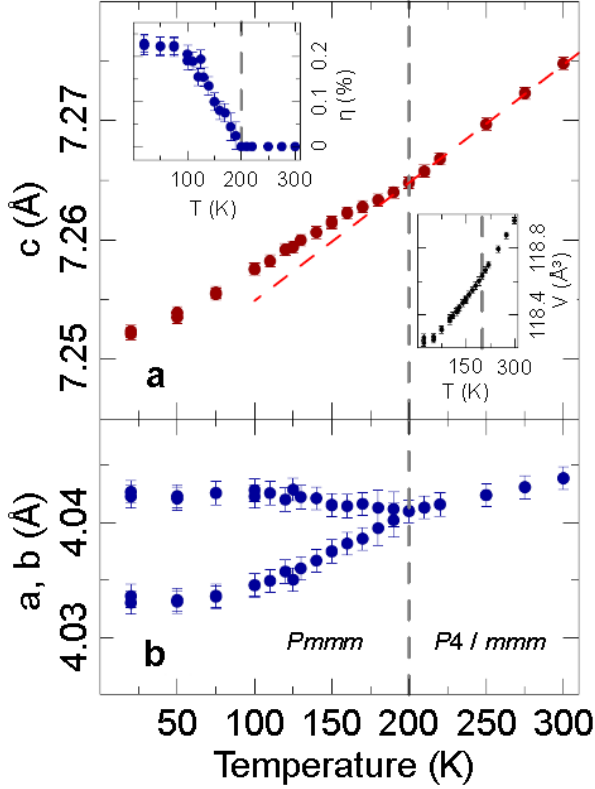 0.2
0.1
0
η (%)
100
200
300
T (K)
7.27
7.26
7.25
c (Å)
118.8
118.4
V (Å³)
150
300
T (K)
a
4.04
4.03
a, b (Å)
b
Pmmm
P4 / mmm
50
100
150
200
250
300
Temperature (K)